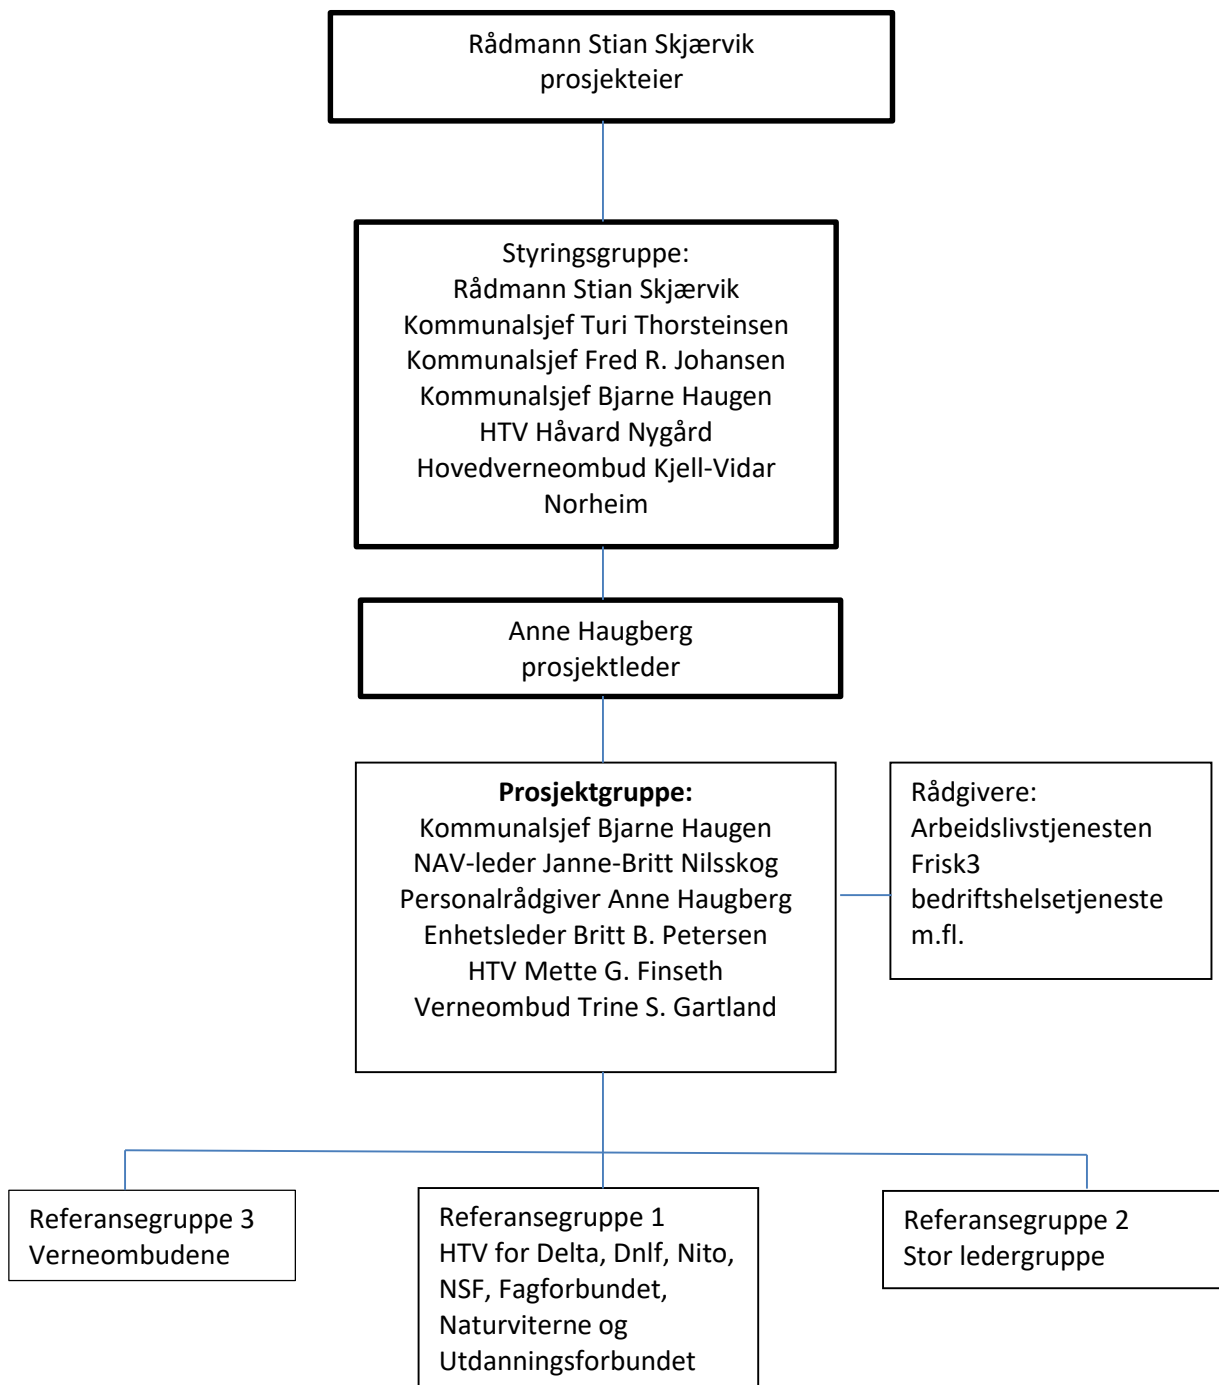 Rådmann Stian Skjærvik
prosjekteier
Styringsgruppe:
Rådmann Stian Skjærvik
Kommunalsjef Turi Thorsteinsen
Kommunalsjef Fred R. Johansen
Kommunalsjef Bjarne Haugen
HTV Håvard Nygård
Hovedverneombud Kjell-Vidar
Norheim
Anne Haugberg
prosjektleder
Prosjektgruppe:
Kommunalsjef Bjarne Haugen
NAV-leder Janne-Britt Nilsskog
Personalrådgiver Anne Haugberg
Enhetsleder Britt B. Petersen
HTV Mette G. Finseth
Verneombud Trine S. Gartland
Rådgivere:
Arbeidslivstjenesten
Frisk3
bedriftshelsetjeneste
m.fl.
Referansegruppe 3
Verneombudene
Referansegruppe 1
HTV for Delta, Dnlf, Nito,
NSF, Fagforbundet,
Naturviterne og
Utdanningsforbundet
Referansegruppe 2
Stor ledergruppe